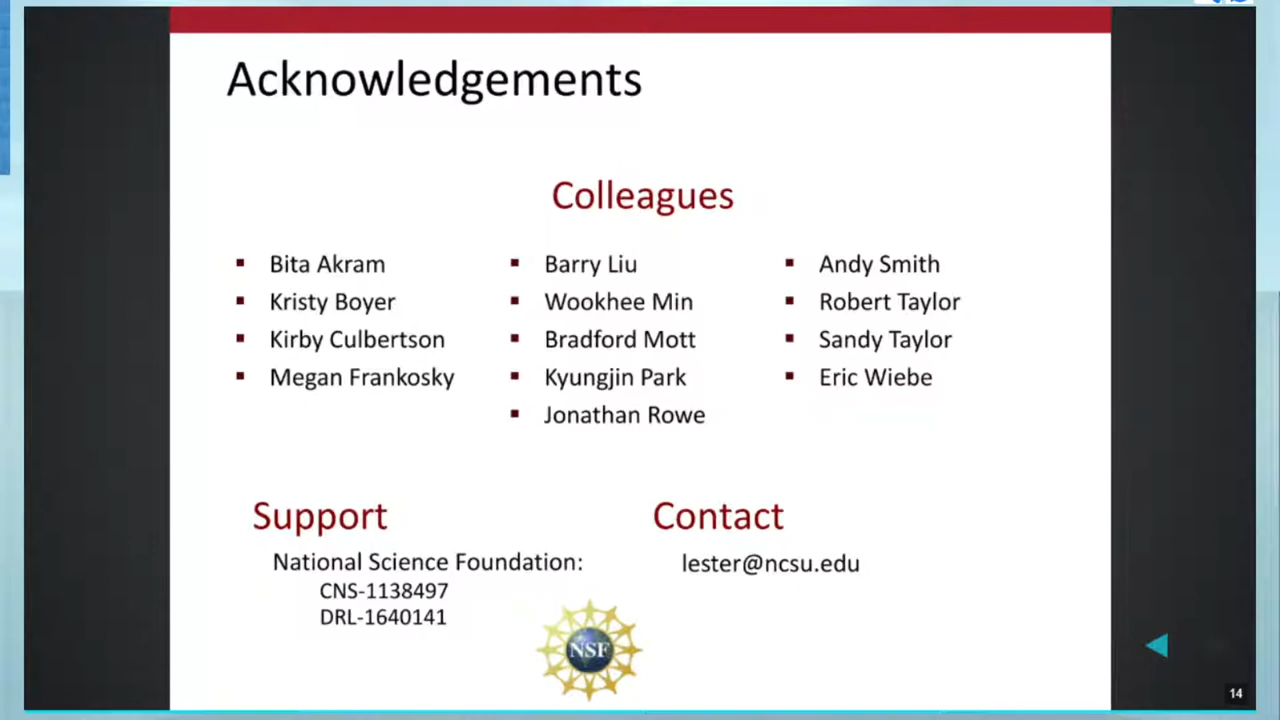 Acknowledgements
Colleagues
Bita Akram
Kristy Boyer
Kirby Culbertson
Megan Frankosky
Barry Liu
Wookhee Min
Bradford Mott
Kyungjin Park
Jonathan Rowe
Andy Smith
Robert Taylor
Sandy Taylor
Eric Wiebe
Support
National Science Foundation:
CNS-1138497
DRL-1640141
NSF
Contact
lester@ncsu.edu
14